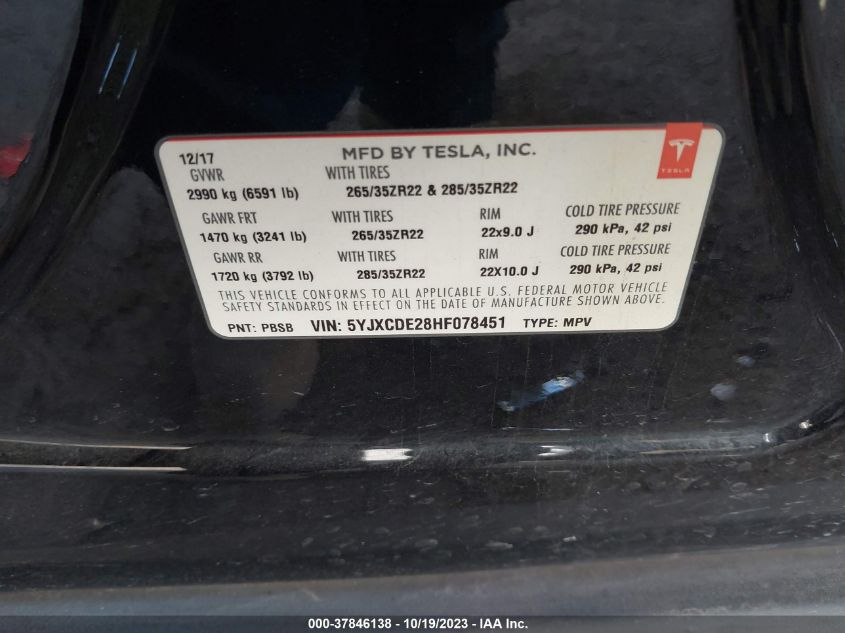 12/17 MFD BY TESLA, INC.
GVWR WITH TIRES
2990 kg (6591 lb) 265/35ZR22 & 285/35ZR22
GAWR FRT WITH TIRES RIM COLD TIRE PRESSURE
1470 kg (3241 lb) 265/35ZR22 22x9.0 J 290 kPa, 42 psi
GAWR RR WITH TIRES RIM COLD TIRE PRESSURE
1720 kg (3792 lb) 285/35ZR22 22X10.0 J 290 kPa, 42 psi
THIS VEHICLE CONFORMS TO ALL APPLICABLE U.S. FEDERAL MOTOR VEHICLE
SAFETY STANDARDS IN EFFECT ON THE DATE OF MANUFACTURE SHOWN ABOVE.
PNT: PBSB VIN: 5YJXCDE28HF078451 TYPE: MPV
TESLA
000-37846138 - 10/19/2023 - IAAI Inc.